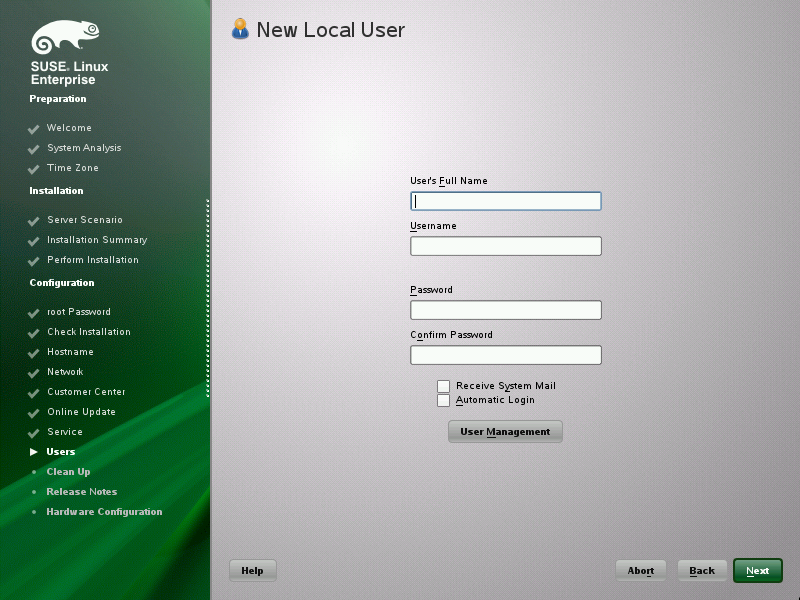 SUSE® Linux
Enterprise
Preparation
Welcome
System Analysis
Time Zone
Installation
Server Scenario
Installation Summary
Perform Installation
Configuration
root Password
Check Installation
Hostname
Network
Customer Center
Online Update
Service
Users
Clean Up
Release Notes
Hardware Configuration
New Local User
User's Full Name
Username
Password
Confirm Password
Receive System Mail
Automatic Login
User Management
Help
Abort
Back
Next